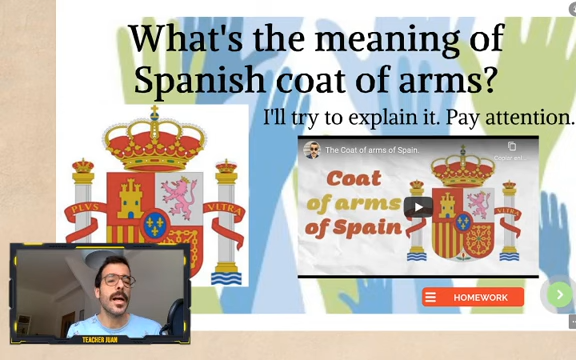 What's the meaning of
Spanish coat of arms?
I'll try to explain it. Pay attention.
The Coat of arms of Spain.
Coat
of arms
of Spain
PLVS
VLTRA
HOMEWORK
TEACHER JUAN